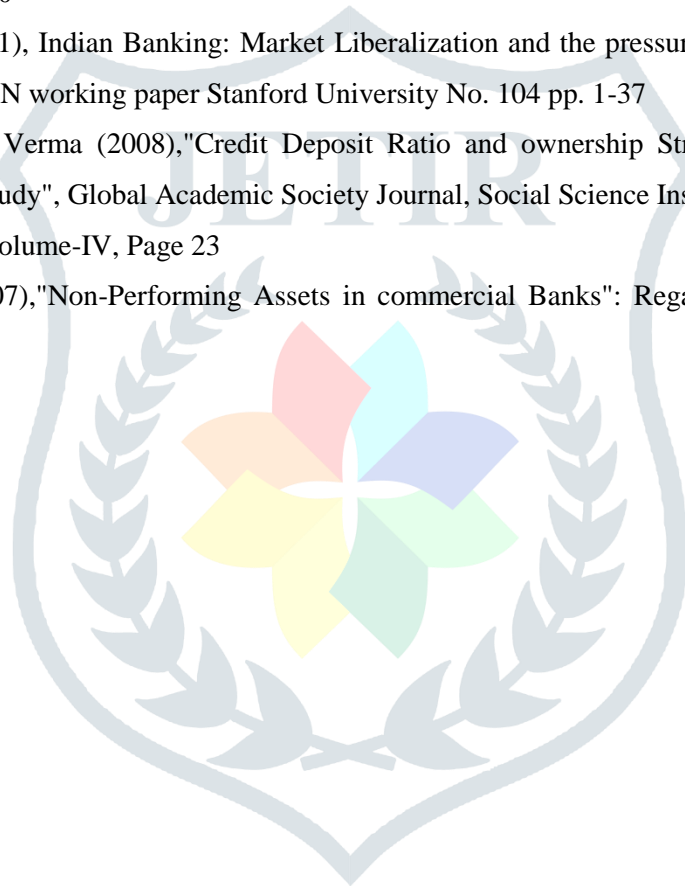 1), Indian Banking: Market Liberalization and the pressur
N working paper Stanford University No. 104 pp. 1-37
Verma (2008),"Credit Deposit Ratio and ownership Str
udy", Global Academic Society Journal, Social Science Ins
olume-IV, Page 23
07),"Non-Performing Assets in commercial Banks": Rega
JETIR